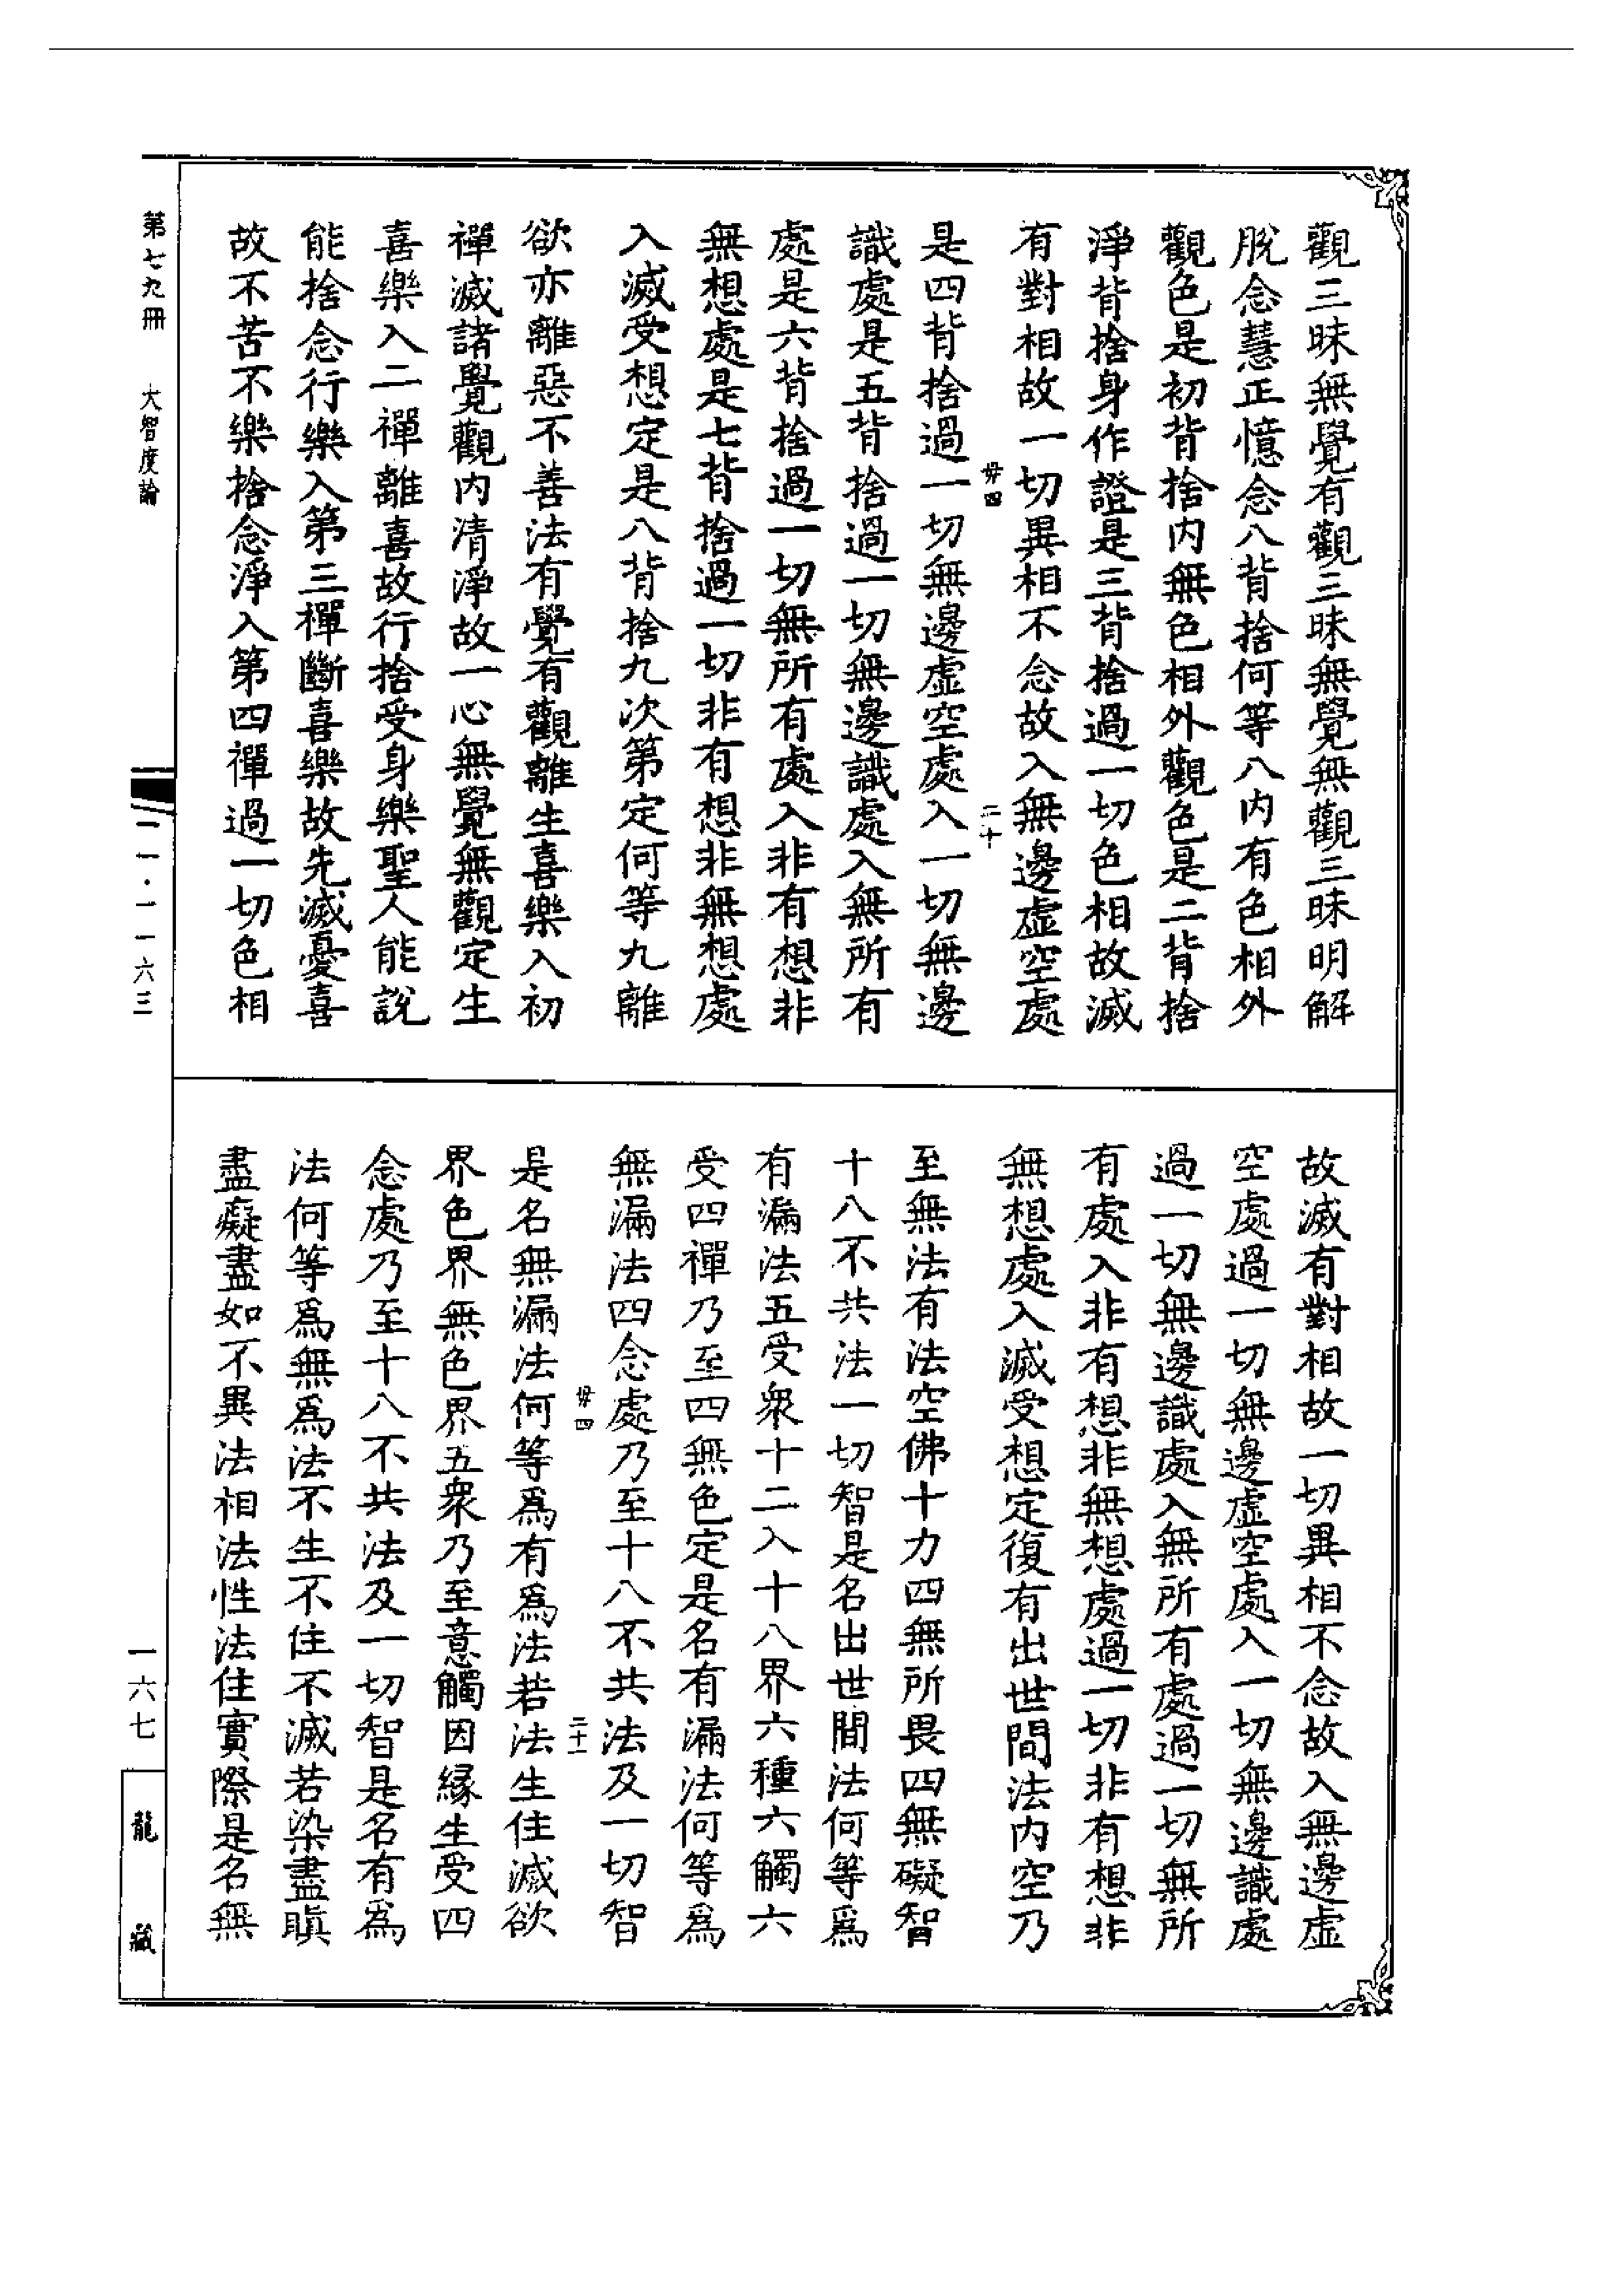 觀三昧無覺有觀三昧無覺無觀三昧明解
脫念慧正憶念八背捨何等八內有色相外
觀色是初背捨內無色相外觀色是二背捨
淨背捨身作證是三背捨過一切色相故滅
有對相故一切異相不念故入無邊虛空處
毋四 二十
是四背捨過一切無邊虛空處入一切無邊
識處是五背捨過一切無邊識處入無所有
處是六背捨過一切無所有處入非有想非
無想處是七背捨過一切非有想非無想處
入滅受想定是八背捨九次第定何等九離
欲亦離惡不善法有覺有觀離生喜樂入初
禪滅諸覺觀內清淨故一心無覺無觀定生
喜樂入二禪離喜故行捨受身樂聖人能說
能捨念行樂入第三禪斷喜樂故先滅憂喜
故不苦不樂捨念淨入第四禪過一切色相
故滅有對相故一切異相不念故入無邊虛
空處過一切無邊虛空處入一切無邊識處
過一切無邊識處入無所有處過一切無所
有處入非有想非無想處過一切非有想非
無想處入滅受想定復有出世間法內空乃
至無法有法空佛十力四無所畏四無礙智
十八不共法一切智是名出世間法何等爲
有漏法五受衆十二入十八界六種六觸六
受四禪乃至四無色定是名有漏法何等爲
無漏法四念處乃至十八不共法及一切智
毋四 二十一
是名無漏法何等爲有爲法若法生住滅欲
界色界無色界五衆乃至意觸因緣生受四
念處乃至十八不共法及一切智是名有爲
法何等爲無爲法不生不住不滅若染盡瞋
盡癡盡如不異法相法性法住實際是名無
第七九冊 大智度論
一一·一一六三
一六七
龍藏